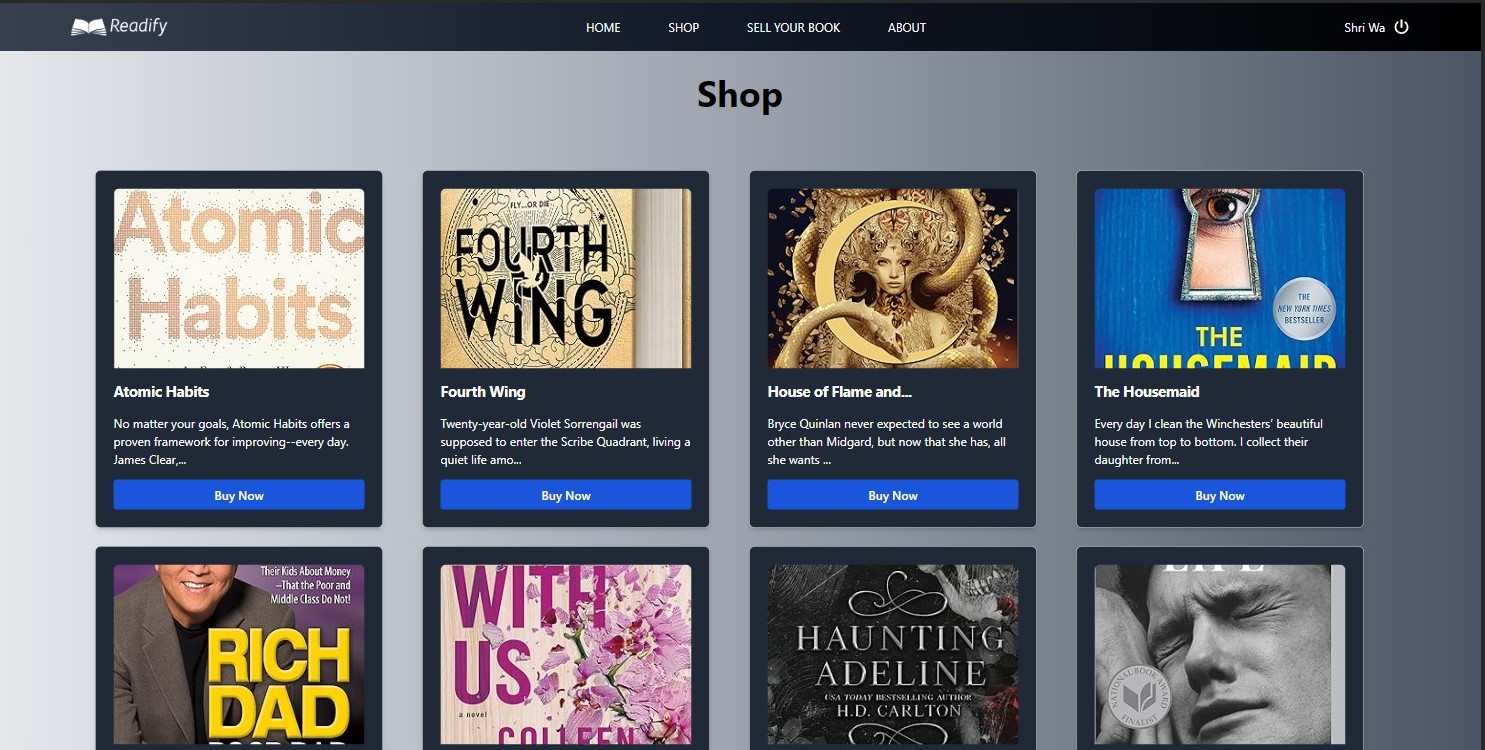 Readify
HOME
SHOP
SELL YOUR BOOK
ABOUT
Shri Wa
Shop
Atomic
Habits
Atomic Habits
No matter your goals, Atomic Habits offers a
proven framework for improving--every day.
James Clear,...
Buy Now
FLY...OR DIE
FOURTH
WING
Fourth Wing
Twenty-year-old Violet Sorrengail was
supposed to enter the Scribe Quadrant, living a
quiet life amo...
Buy Now
House of Flame and...
Bryce Quinlan never expected to see a world
other than Midgard, but now that she has, all
she wants ...
Buy Now
THE
NEW YORK TIMES
BESTSELLER
THE
HOUSEMAID
The Housemaid
Every day I clean the Winchesters’ beautiful
house from top to bottom. I collect their
daughter from...
Buy Now
Their Kids About Money
–That the Poor and
Middle Class Do Not!
RICH
DAD
POOR DAD
WITH
US
a novel
COLLEEN
HAUNTING
ADELINE
USA TODAY BESTSELLING AUTHOR
H.D. CARLTON
LIFE
NATIONAL BOOK AWARD
FINALIST